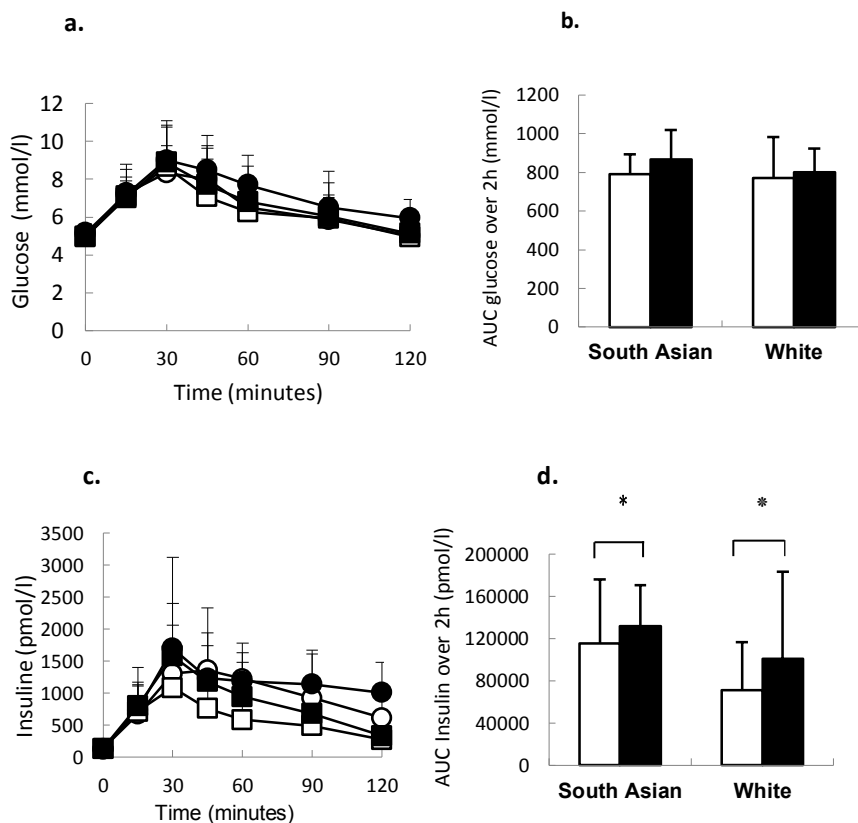 a.
Glucose (mmol/l)
12
10
8
6
4
2
0
0 30 60 90 120
Time (minutes)
b.
AUC glucose over 2h (mmol/l)
1200
1000
800
600
400
200
0
South Asian White
c.
Insuline (pmol/l)
3500
3000
2500
2000
1500
1000
500
0
0 30 60 90 120
Time (minutes)
d.
* *
AUC Insulin over 2h (pmol/l)
200000
160000
120000
80000
40000
0
South Asian White